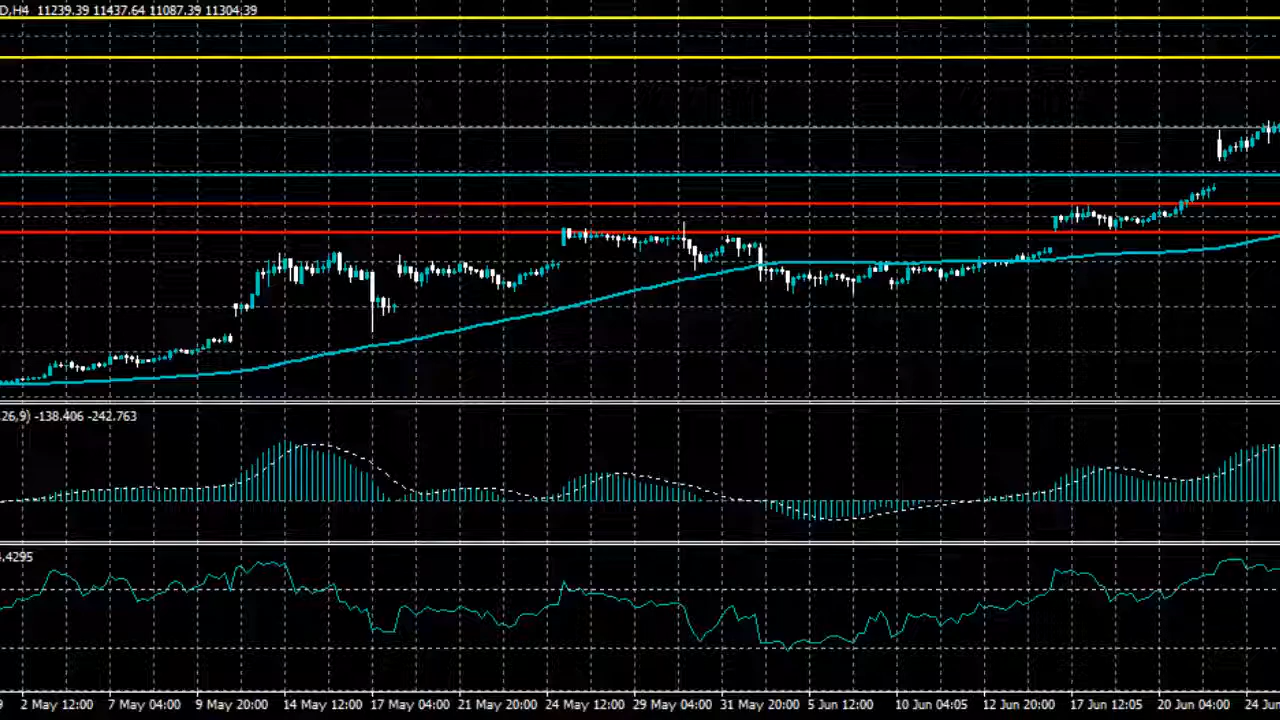 D,H4 11239.39 11437.64 11087.39 11304.39
26,9) -138.406 -242.763
.4295
9 2 May 12:00 7 May 04:00 9 May 20:00 14 May 12:00 17 May 04:00 21 May 20:00 24 May 12:00 29 May 04:00 31 May 20:00 5 Jun 12:00 10 Jun 04:05 12 Jun 20:00 17 Jun 12:05 20 Jun 04:00 24 Jun